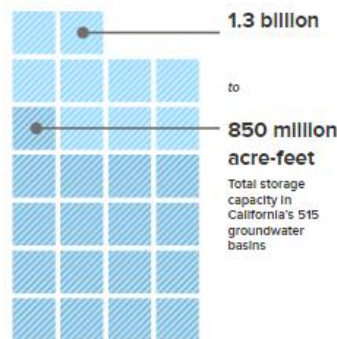 1.3 billion
to
850 million
acre-feet
Total storage
capacity in
California's 515
groundwater
basins